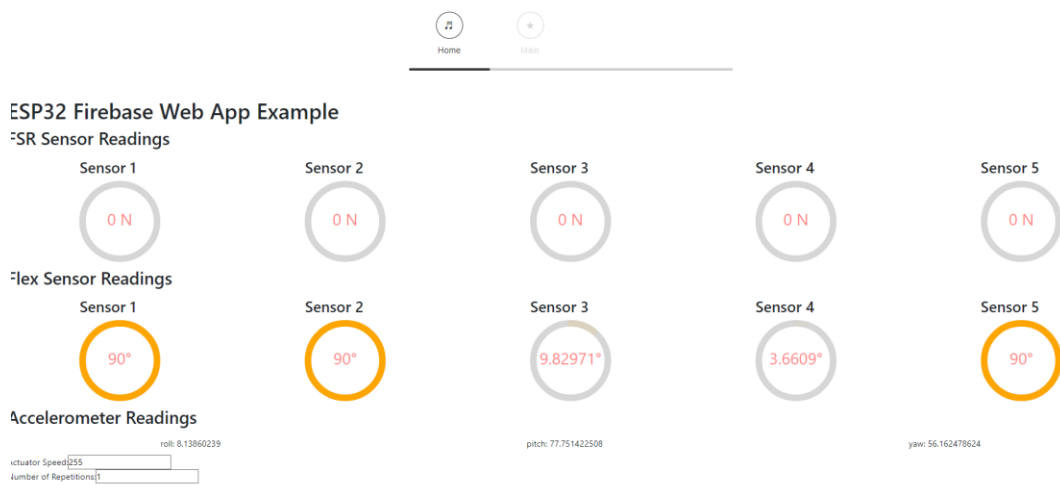 Home Main
ESP32 Firebase Web App Example
FSR Sensor Readings
Sensor 1 Sensor 2 Sensor 3 Sensor 4 Sensor 5
0 N 0 N 0 N 0 N 0 N
Flex Sensor Readings
Sensor 1 Sensor 2 Sensor 3 Sensor 4 Sensor 5
90° 90° 9.82971° 3.6609° 90°
Accelerometer Readings
roll: 8.13860239 pitch: 77.751422508 yaw: 56.162478624
Actuator Speed:255
Number of Repetitions:1